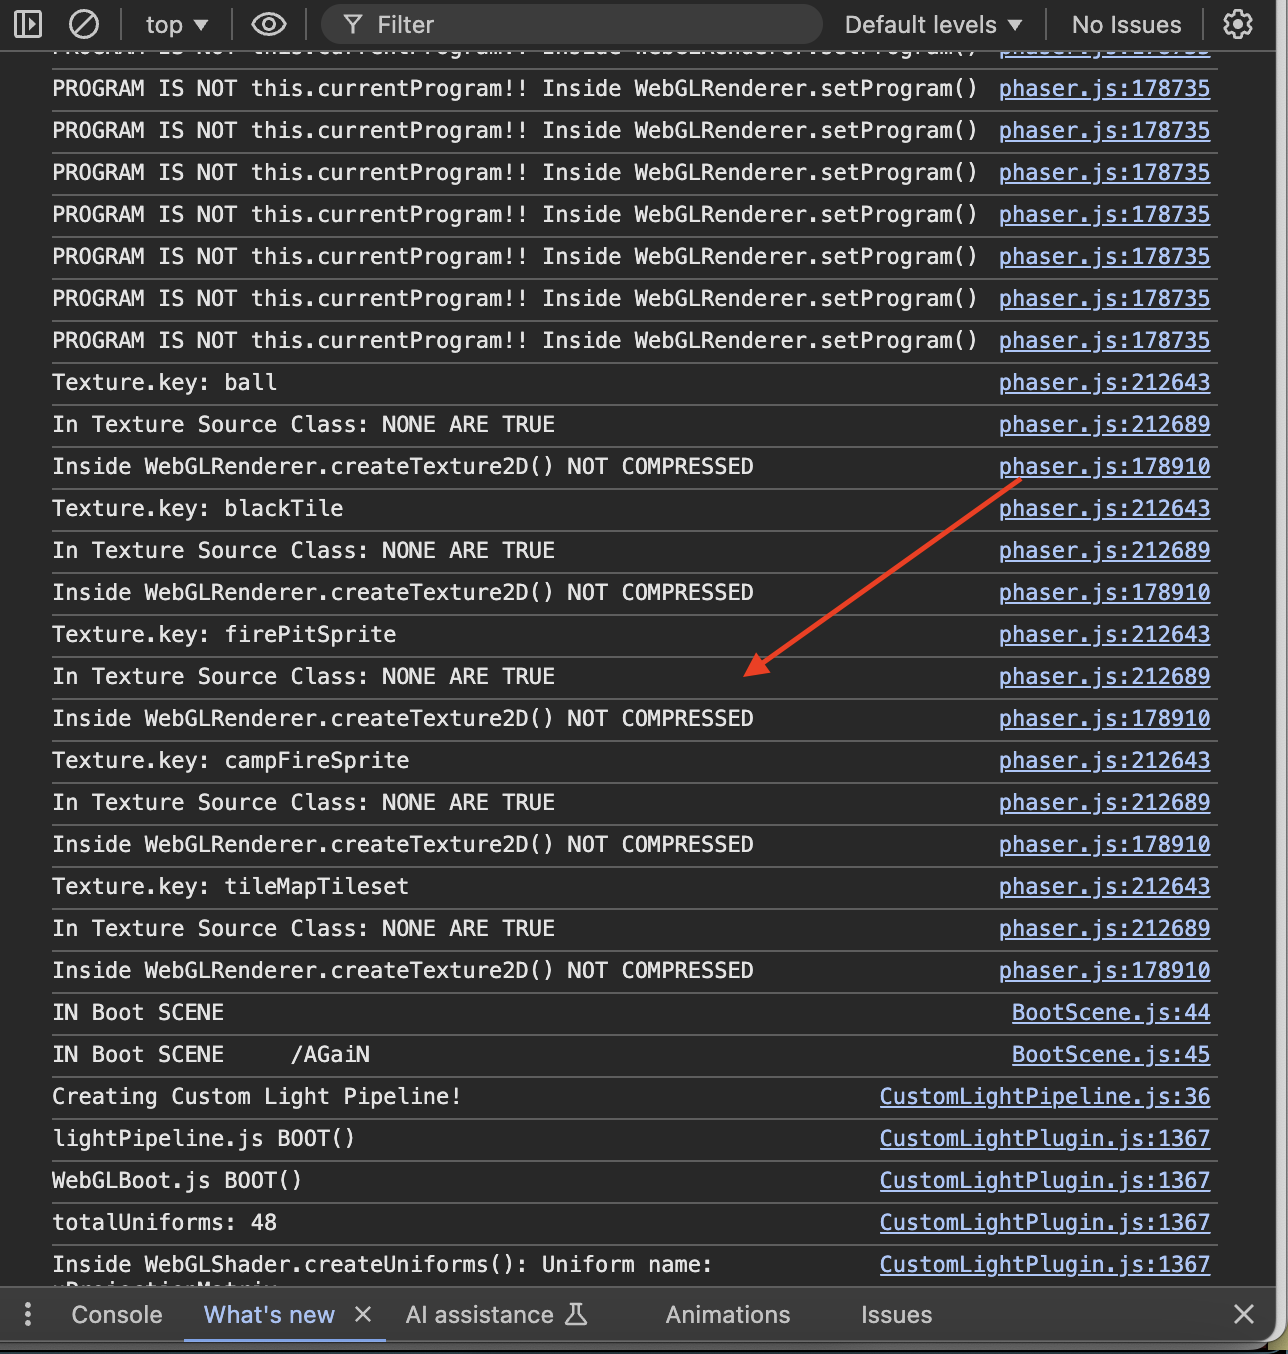 top ▼ Filter Default levels ▼ No Issues
PROGRAM IS NOT this.currentProgram!! Inside WebGLRenderer.setProgram() phaser.js:178735
PROGRAM IS NOT this.currentProgram!! Inside WebGLRenderer.setProgram() phaser.js:178735
PROGRAM IS NOT this.currentProgram!! Inside WebGLRenderer.setProgram() phaser.js:178735
PROGRAM IS NOT this.currentProgram!! Inside WebGLRenderer.setProgram() phaser.js:178735
PROGRAM IS NOT this.currentProgram!! Inside WebGLRenderer.setProgram() phaser.js:178735
PROGRAM IS NOT this.currentProgram!! Inside WebGLRenderer.setProgram() phaser.js:178735
PROGRAM IS NOT this.currentProgram!! Inside WebGLRenderer.setProgram() phaser.js:178735
PROGRAM IS NOT this.currentProgram!! Inside WebGLRenderer.setProgram() phaser.js:178735
Texture.key: ball phaser.js:212643
In Texture Source Class: NONE ARE TRUE phaser.js:212689
Inside WebGLRenderer.createTexture2D() NOT COMPRESSED phaser.js:178910
Texture.key: blackTile phaser.js:212643
In Texture Source Class: NONE ARE TRUE phaser.js:212689
Inside WebGLRenderer.createTexture2D() NOT COMPRESSED phaser.js:178910
Texture.key: firePitSprite phaser.js:212643
In Texture Source Class: NONE ARE TRUE phaser.js:212689
Inside WebGLRenderer.createTexture2D() NOT COMPRESSED phaser.js:178910
Texture.key: campFireSprite phaser.js:212643
In Texture Source Class: NONE ARE TRUE phaser.js:212689
Inside WebGLRenderer.createTexture2D() NOT COMPRESSED phaser.js:178910
Texture.key: tileMapTileset phaser.js:212643
In Texture Source Class: NONE ARE TRUE phaser.js:212689
Inside WebGLRenderer.createTexture2D() NOT COMPRESSED phaser.js:178910
IN Boot SCENE BootScene.js:44
IN Boot SCENE /AGaiN BootScene.js:45
Creating Custom Light Pipeline! CustomLightPipeline.js:36
lightPipeline.js BOOT() CustomLightPlugin.js:1367
WebGLBoot.js BOOT() CustomLightPlugin.js:1367
totalUniforms: 48 CustomLightPlugin.js:1367
Inside WebGLShader.createUniforms(): Uniform name: CustomLightPlugin.js:1367
uProjectionMatrix
Console What's new AI assistance Animations Issues